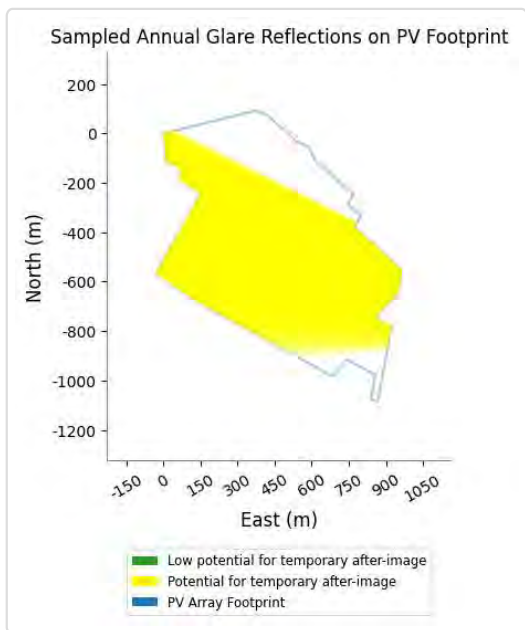 Sampled Annual Glare Reflections on PV Footprint
200
0
-200
-400
-600
-800
-1000
-1200
North (m)
-150 0 150 300 450 600 750 900 1050
East (m)
Low potential for temporary after-image
Potential for temporary after-image
PV Array Footprint